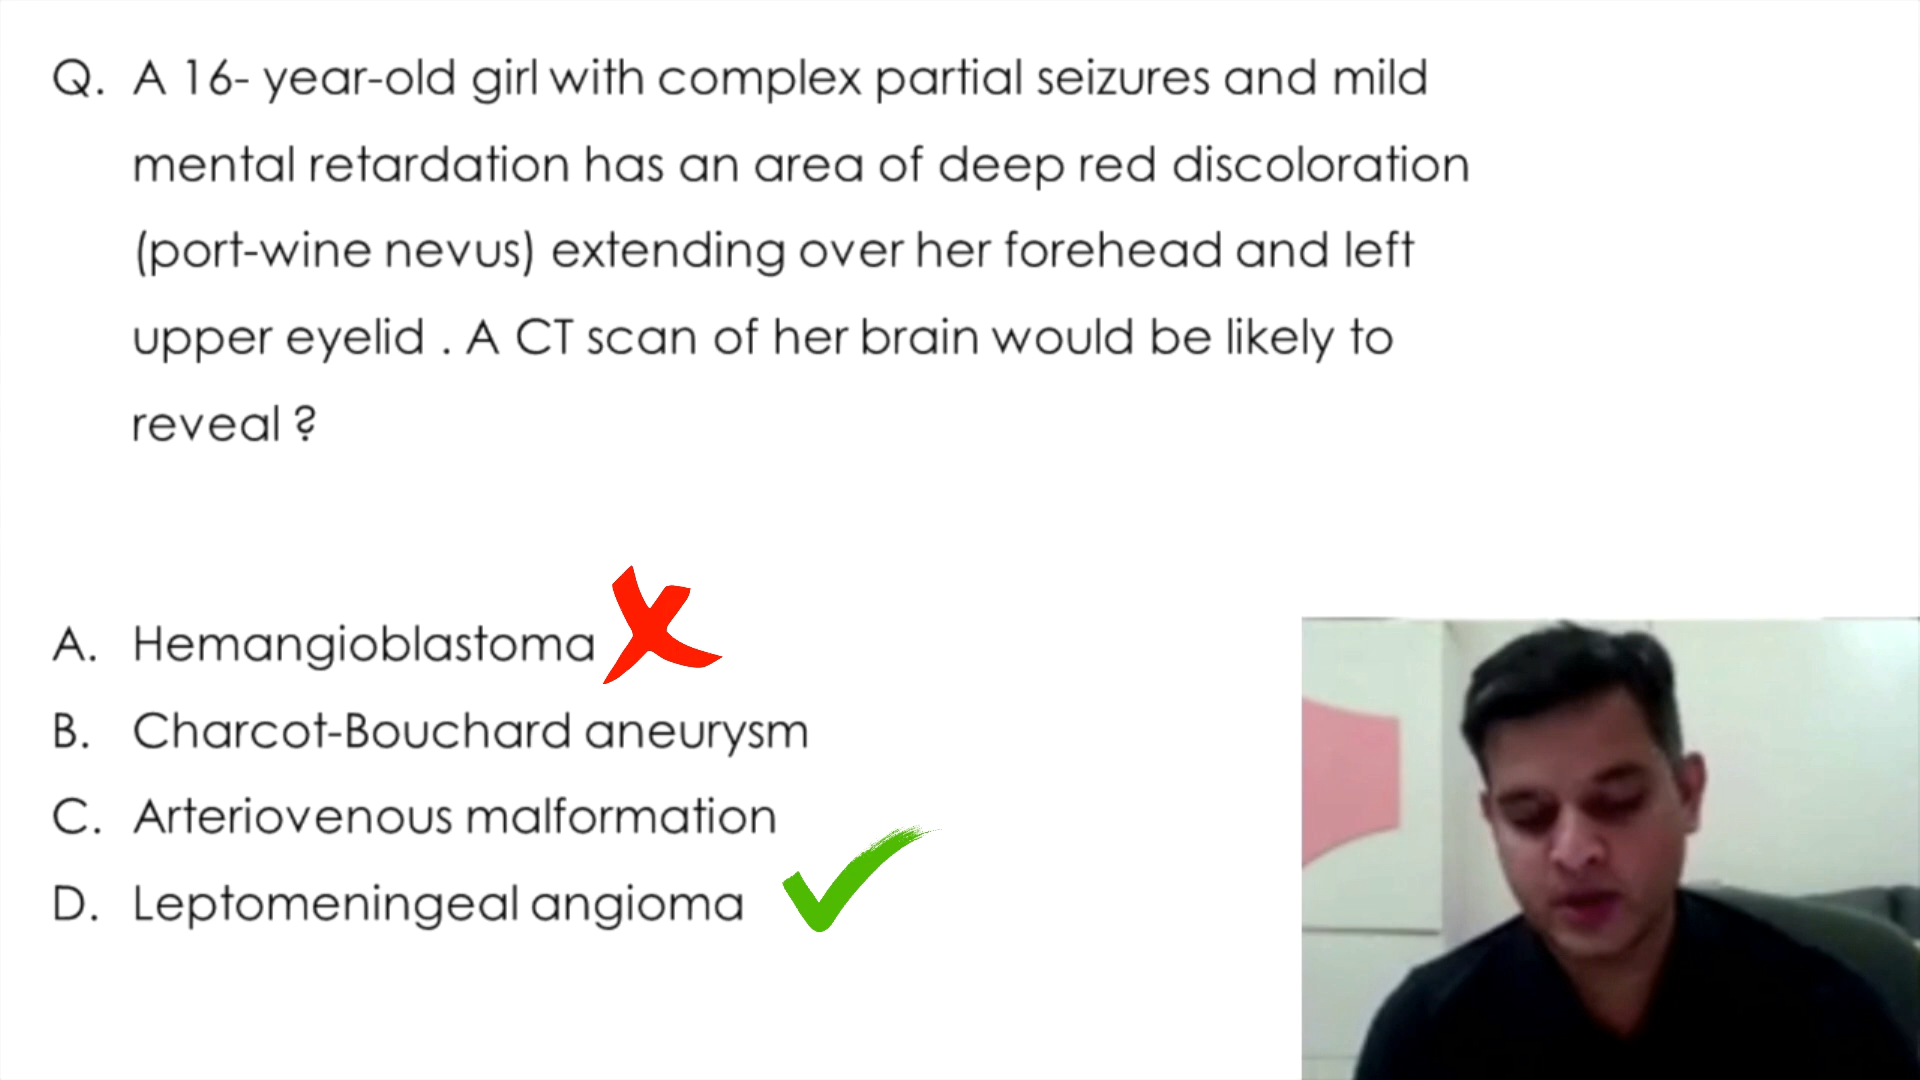 Q. A 16- year-old girl with complex partial seizures and mild
mental retardation has an area of deep red discoloration
(port-wine nevus) extending over her forehead and left
upper eyelid . A CT scan of her brain would be likely to
reveal ?
A. Hemangioblastoma
B. Charcot-Bouchard aneurysm
C. Arteriovenous malformation
D. Leptomeningeal angioma